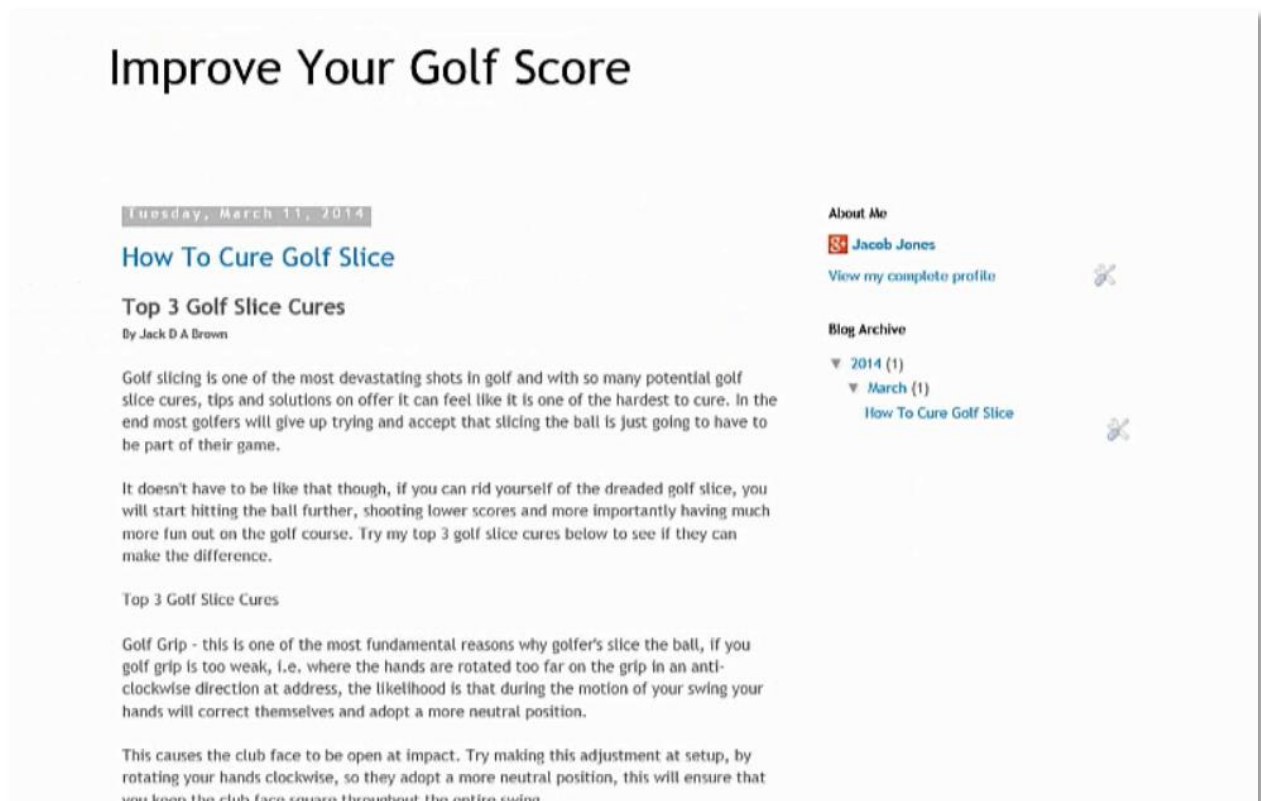 Improve Your Golf Score
Tuesday, March 11, 2014
How To Cure Golf Slice
Top 3 Golf Slice Cures
By Jack D A Brown
Golf slicing is one of the most devastating shots in golf and with so many potential golf
slice cures, tips and solutions on offer it can feel like it is one of the hardest to cure. In the
end most golfers will give up trying and accept that slicing the ball is just going to have to
be part of their game.
It doesn't have to be like that though, if you can rid yourself of the dreaded golf slice, you
will start hitting the ball further, shooting lower scores and more importantly having much
more fun out on the golf course. Try my top 3 golf slice cures below to see if they can
make the difference.
Top 3 Golf Slice Cures
Golf Grip - this is one of the most fundamental reasons why golfer's slice the ball, if you
golf grip is too weak, i.e. where the hands are rotated too far on the grip in an anti-
clockwise direction at address, the likelihood is that during the motion of your swing your
hands will correct themselves and adopt a more neutral position.
This causes the club face to be open at impact. Try making this adjustment at setup, by
rotating your hands clockwise, so they adopt a more neutral position, this will ensure that
you keep the club face square throughout the entire swing.
About Me
g+ Jacob Jones
View my complete profile
Blog Archive
▼ 2014 (1)
▼ March (1)
How To Cure Golf Slice